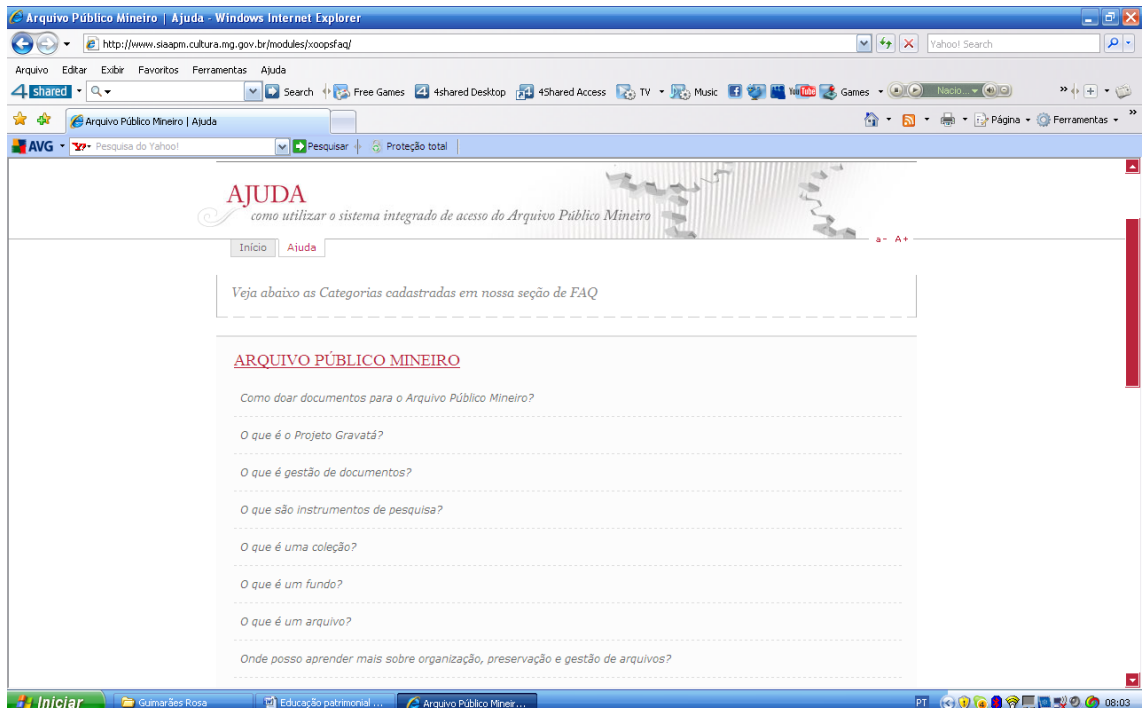 Arquivo Público Mineiro | Ajuda - Windows Internet Explorer
http://www.siaapm.cultura.mg.gov.br/modules/xoopsfaq/
Yahoo! Search
Arquivo Editar Exibir Favoritos Ferramentas Ajuda
4 shared Search Free Games 4shared Desktop 4Shared Access TV Music YouTube Games Nacio...
Arquivo Público Mineiro | Ajuda
Página Ferramentas
AVG Pesquisa do Yahoo! Pesquisar Proteção total
AJUDA
como utilizar o sistema integrado de acesso do Arquivo Público Mineiro
a- A+
Início Ajuda
Veja abaixo as Categorias cadastradas em nossa seção de FAQ
ARQUIVO PÚBLICO MINEIRO
Como doar documentos para o Arquivo Público Mineiro?
O que é o Projeto Gravatá?
O que é gestão de documentos?
O que são instrumentos de pesquisa?
O que é uma coleção?
O que é um fundo?
O que é um arquivo?
Onde posso aprender mais sobre organização, preservação e gestão de arquivos?
Iniciar Guimarães Rosa Educação patrimonial ... Arquivo Público Mineir... PT 08:03